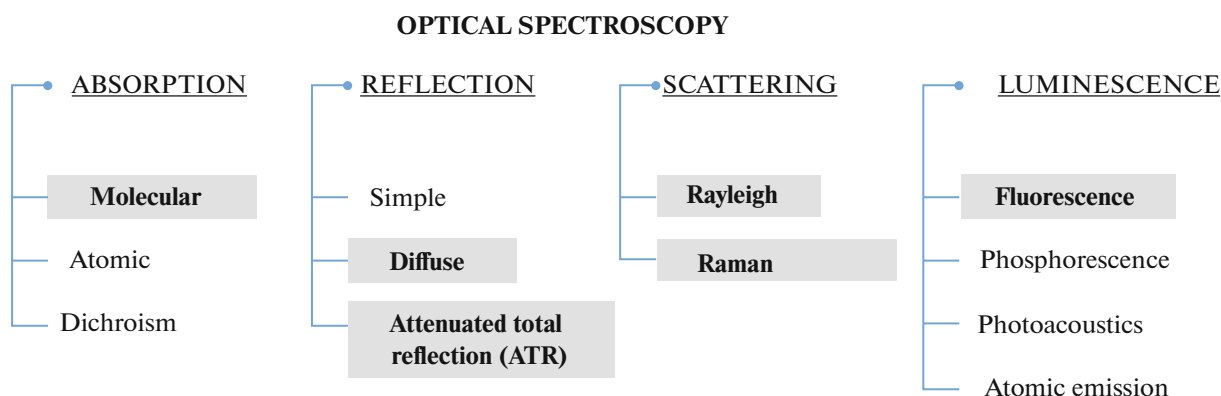 OPTICAL SPECTROSCOPY
ABSORPTION
Molecular
Atomic
Dichroism
REFLECTION
Simple
Diffuse
Attenuated total
reflection (ATR)
SCATTERING
Rayleigh
Raman
LUMINESCENCE
Fluorescence
Phosphorescence
Photoacoustics
Atomic emission